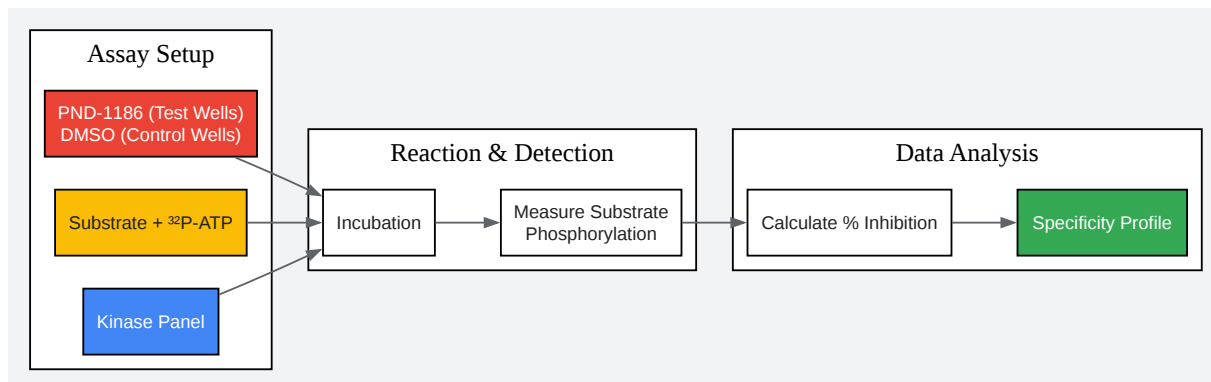 Assay Setup
PND-1186 (Test Wells)
DMSO (Control Wells)
Substrate + ³²P-ATP
Kinase Panel
Reaction & Detection
Incubation
Measure Substrate
Phosphorylation
Data Analysis
Calculate % Inhibition
Specificity Profile